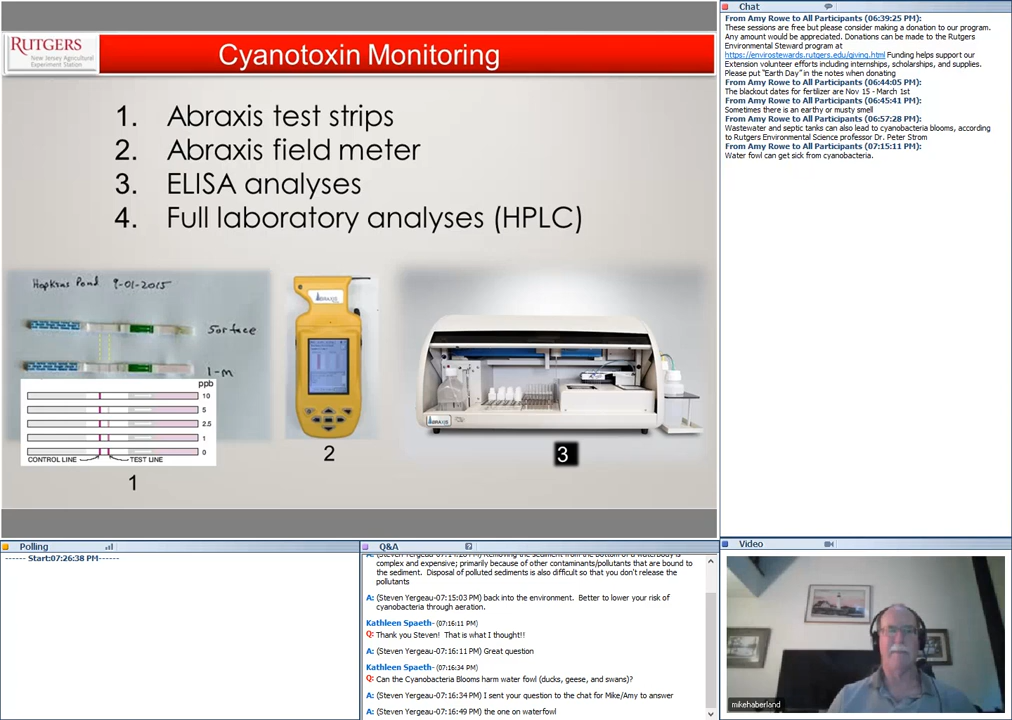 RUTGERS
New Jersey Agricultural
Experiment Station
Cyanotoxin Monitoring
1. Abraxis test strips
2. Abraxis field meter
3. ELISA analyses
4. Full laboratory analyses (HPLC)
Hopkins Pond 9-01-2015
Surface
1-m
ppb
10
5
2.5
1
0
CONTROL LINE
TEST LINE
1
ABRAXIS
2
ABRAXIS
3
Chat
From Amy Rowe to All Participants (06:39:25 PM):
These sessions are free but please consider making a donation to our program.
Any amount would be appreciated. Donations can be made to the Rutgers
Environmental Steward program at
https://envirostewards.rutgers.edu/giving.html Funding helps support our
Extension volunteer efforts including internships, scholarships, and supplies.
Please put "Earth Day" in the notes when donating
From Amy Rowe to All Participants (06:44:05 PM):
The blackout dates for fertilizer are Nov 15 - March 1st
From Amy Rowe to All Participants (06:45:41 PM):
Sometimes there is an earthy or musty smell
From Amy Rowe to All Participants (06:57:28 PM):
Wastewater and septic tanks can also lead to cyanobacteria blooms, according
to Rutgers Environmental Science professor Dr. Peter Strom
From Amy Rowe to All Participants (07:15:11 PM):
Water fowl can get sick from cyanobacteria.
Polling
------ Start:07:26:38 PM------
Q&A
Removing the sediment from the bottom of a waterbody is
complex and expensive; primarily because of other contaminants/pollutants that are bound to
the sediment. Disposal of polluted sediments is also difficult so that you don't release the
pollutants
A: (Steven Yergeau-07:15:03 PM) back into the environment. Better to lower your risk of
cyanobacteria through aeration.
Kathleen Spaeth- (07:16:11 PM)
Q: Thank you Steven! That is what I thought!!
A: (Steven Yergeau-07:16:11 PM) Great question
Kathleen Spaeth- (07:16:34 PM)
Q: Can the Cyanobacteria Blooms harm water fowl (ducks, geese, and swans)?
A: (Steven Yergeau-07:16:34 PM) I sent your question to the chat for Mike/Amy to answer
A: (Steven Yergeau-07:16:49 PM) the one on waterfowl
Video
mikehaberland